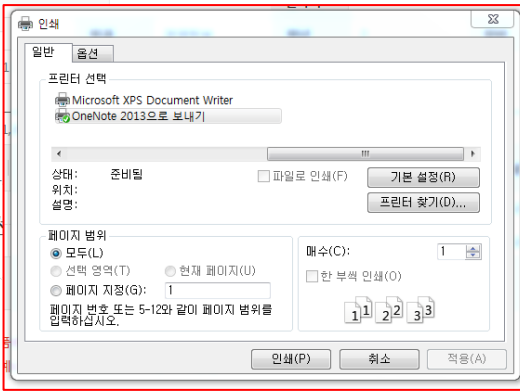 인쇄
일반
옵션
프린터 선택
Microsoft XPS Document Writer
OneNote 2013으로 보내기
상태: 준비됨
파일로 인쇄(F)
기본 설정(R)
위치:
설명:
프린터 찾기(D)...
페이지 범위
모두(L)
선택 영역(T)
현재 페이지(U)
페이지 지정(G): 1
페이지 번호 또는 5-12와 같이 페이지 범위를
입력하십시오.
매수(C): 1
한 부씩 인쇄(O)
11 22 33
인쇄(P)
취소
적용(A)